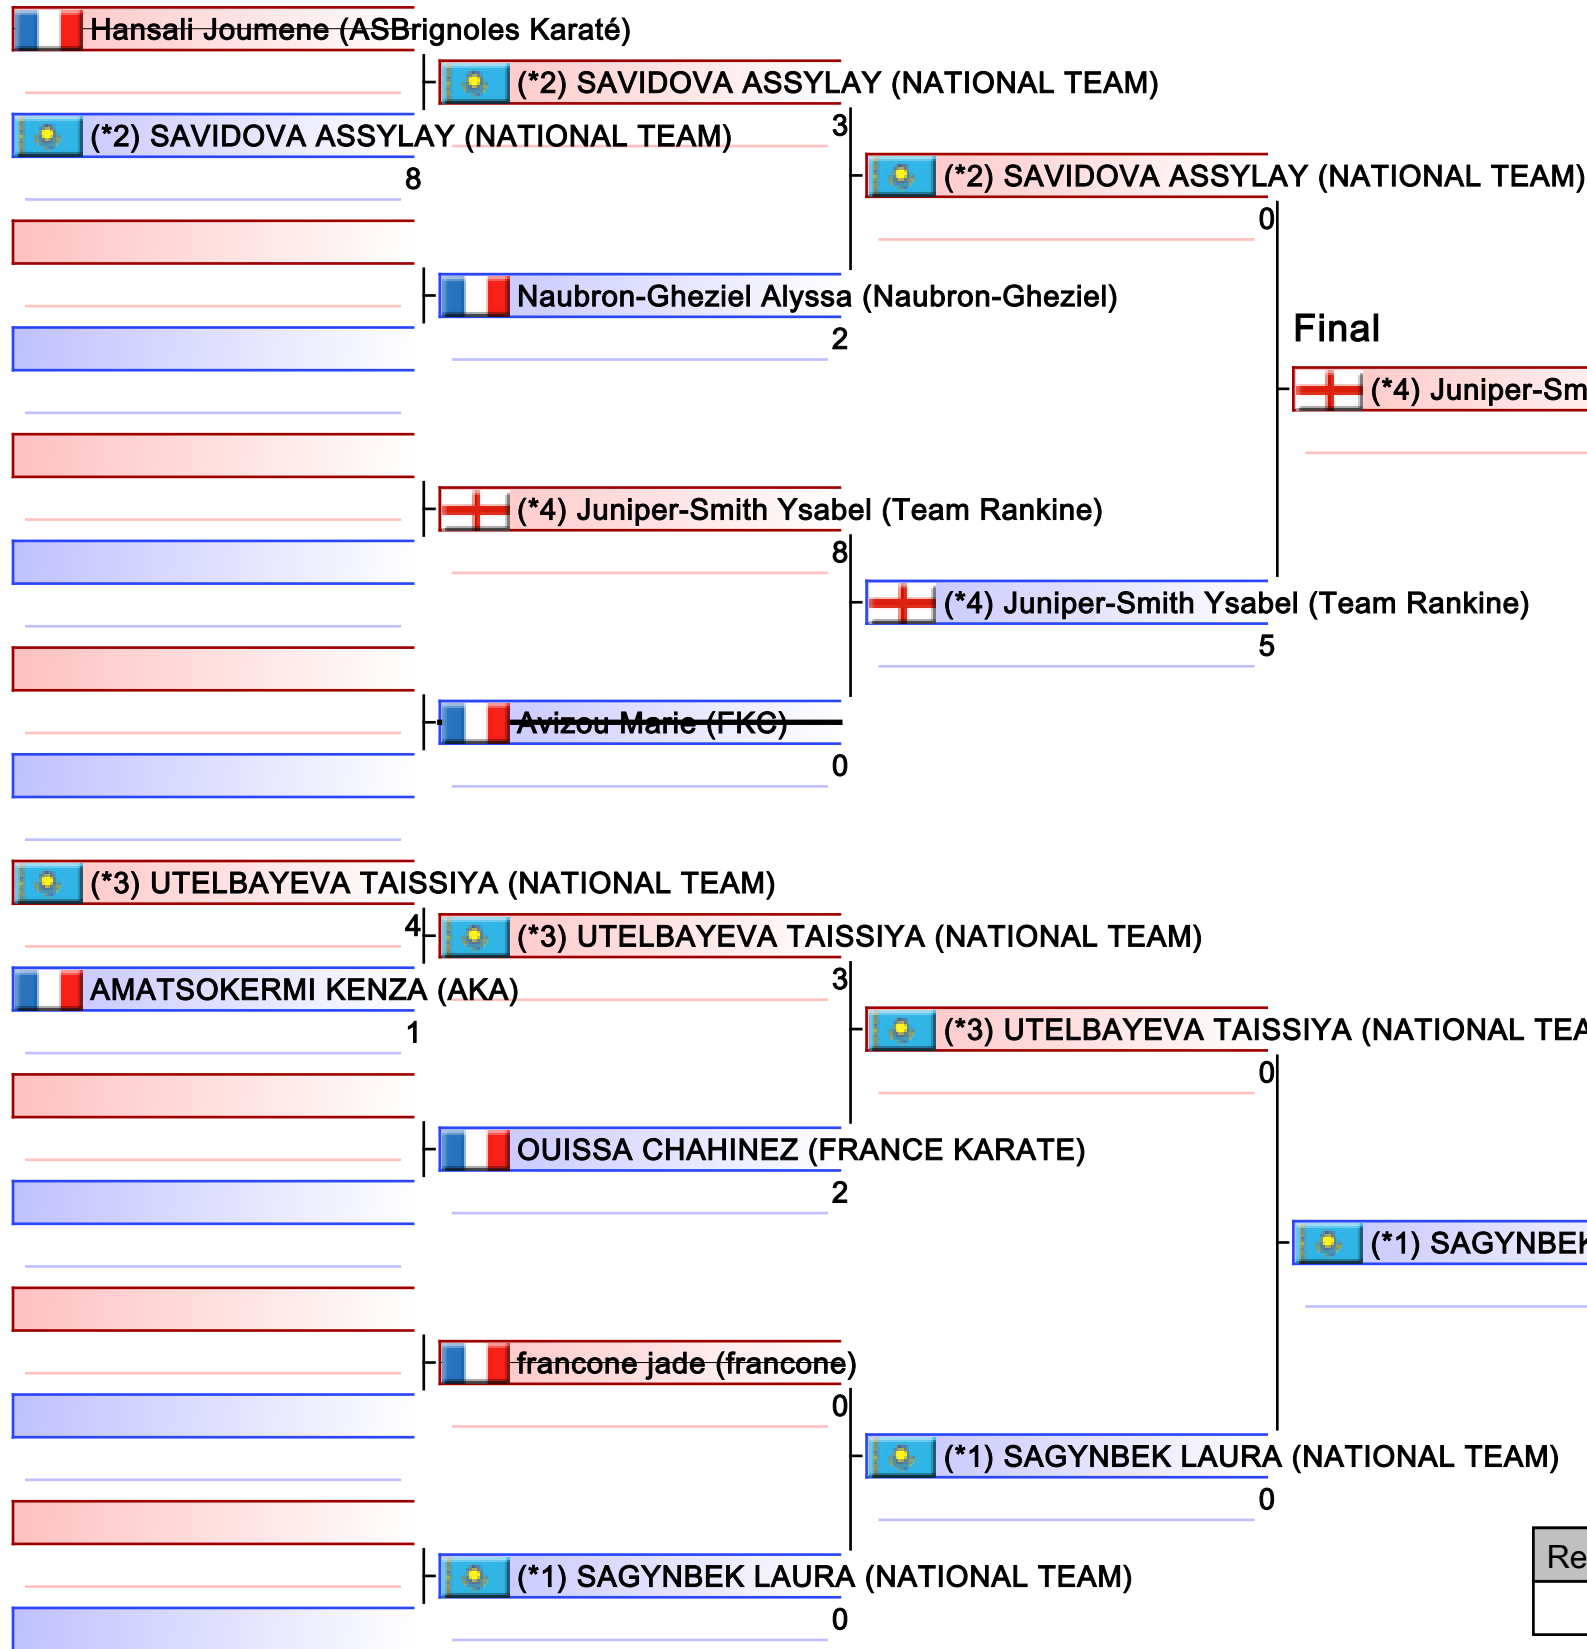 Hansali Joumene (ASBrignoles Karaté)
(*2) SAVIDOVA ASSYLAY (NATIONAL TEAM)
(*2) SAVIDOVA ASSYLAY (NATIONAL TEAM)
3
8
(*2) SAVIDOVA ASSYLAY (NATIONAL TEAM)
0
Naubron-Gheziel Alyssa (Naubron-Gheziel)
2
Final
(*4) Juniper-Sm
(*4) Juniper-Smith Ysabel (Team Rankine)
8
(*4) Juniper-Smith Ysabel (Team Rankine)
5
Avizou Marie (FKC)
0
(*3) UTELBAYEVA TAISSIYA (NATIONAL TEAM)
4
(*3) UTELBAYEVA TAISSIYA (NATIONAL TEAM)
3
AMATSOKERMI KENZA (AKA)
1
(*3) UTELBAYEVA TAISSIYA (NATIONAL TEA
0
OUISSA CHAHINEZ (FRANCE KARATE)
2
(*1) SAGYNBEK
francone jade (francone)
0
(*1) SAGYNBEK LAURA (NATIONAL TEAM)
0
Re
(*1) SAGYNBEK LAURA (NATIONAL TEAM)
0